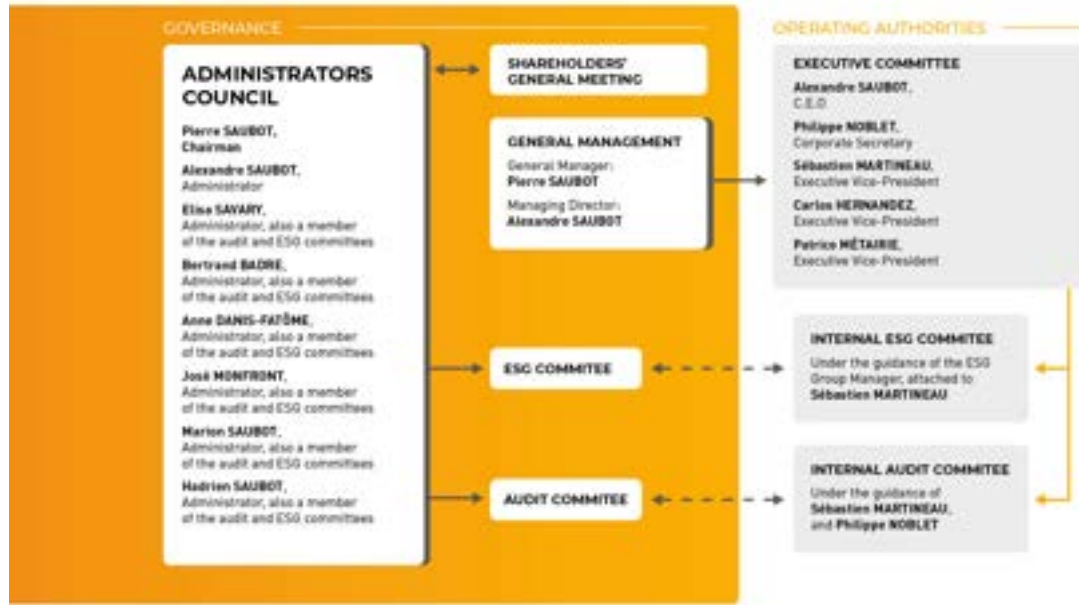 GOVERNANCE
ADMINISTRATORS
COUNCIL
Pierre SAUBOT,
Chairman
Alexandre SAUBOT,
Administrator
Elisa SAVARY,
Administrator, also a member
of the audit and ESG committees
Bertrand BADRE,
Administrator, also a member
of the audit and ESG committees
Anne DANIS-FATÔME,
Administrator, also a member
of the audit and ESG committees
José MONFRONT,
Administrator, also a member
of the audit and ESG committees
Marion SAUBOT,
Administrator, also a member
of the audit and ESG committees
Hadrien SAUBOT,
Administrator, also a member
of the audit and ESG committees
SHAREHOLDERS'
GENERAL MEETING
GENERAL MANAGEMENT
General Manager:
Pierre SAUBOT
Managing Director:
Alexandre SAUBOT
ESG COMMITEE
AUDIT COMMITEE
OPERATING AUTHORITIES
EXECUTIVE COMMITTEE
Alexandre SAUBOT,
C.E.O
Philippe NOBLET,
Corporate Secretary
Sébastien MARTINEAU,
Executive Vice-President
Carlos HERNANDEZ,
Executive Vice-President
Patrice MÉTAIRIE,
Executive Vice-President
INTERNAL ESG COMMITEE
Under the guidance of the ESG
Group Manager, attached to
Sébastien MARTINEAU
INTERNAL AUDIT COMMITEE
Under the guidance of
Sébastien MARTINEAU,
and Philippe NOBLET